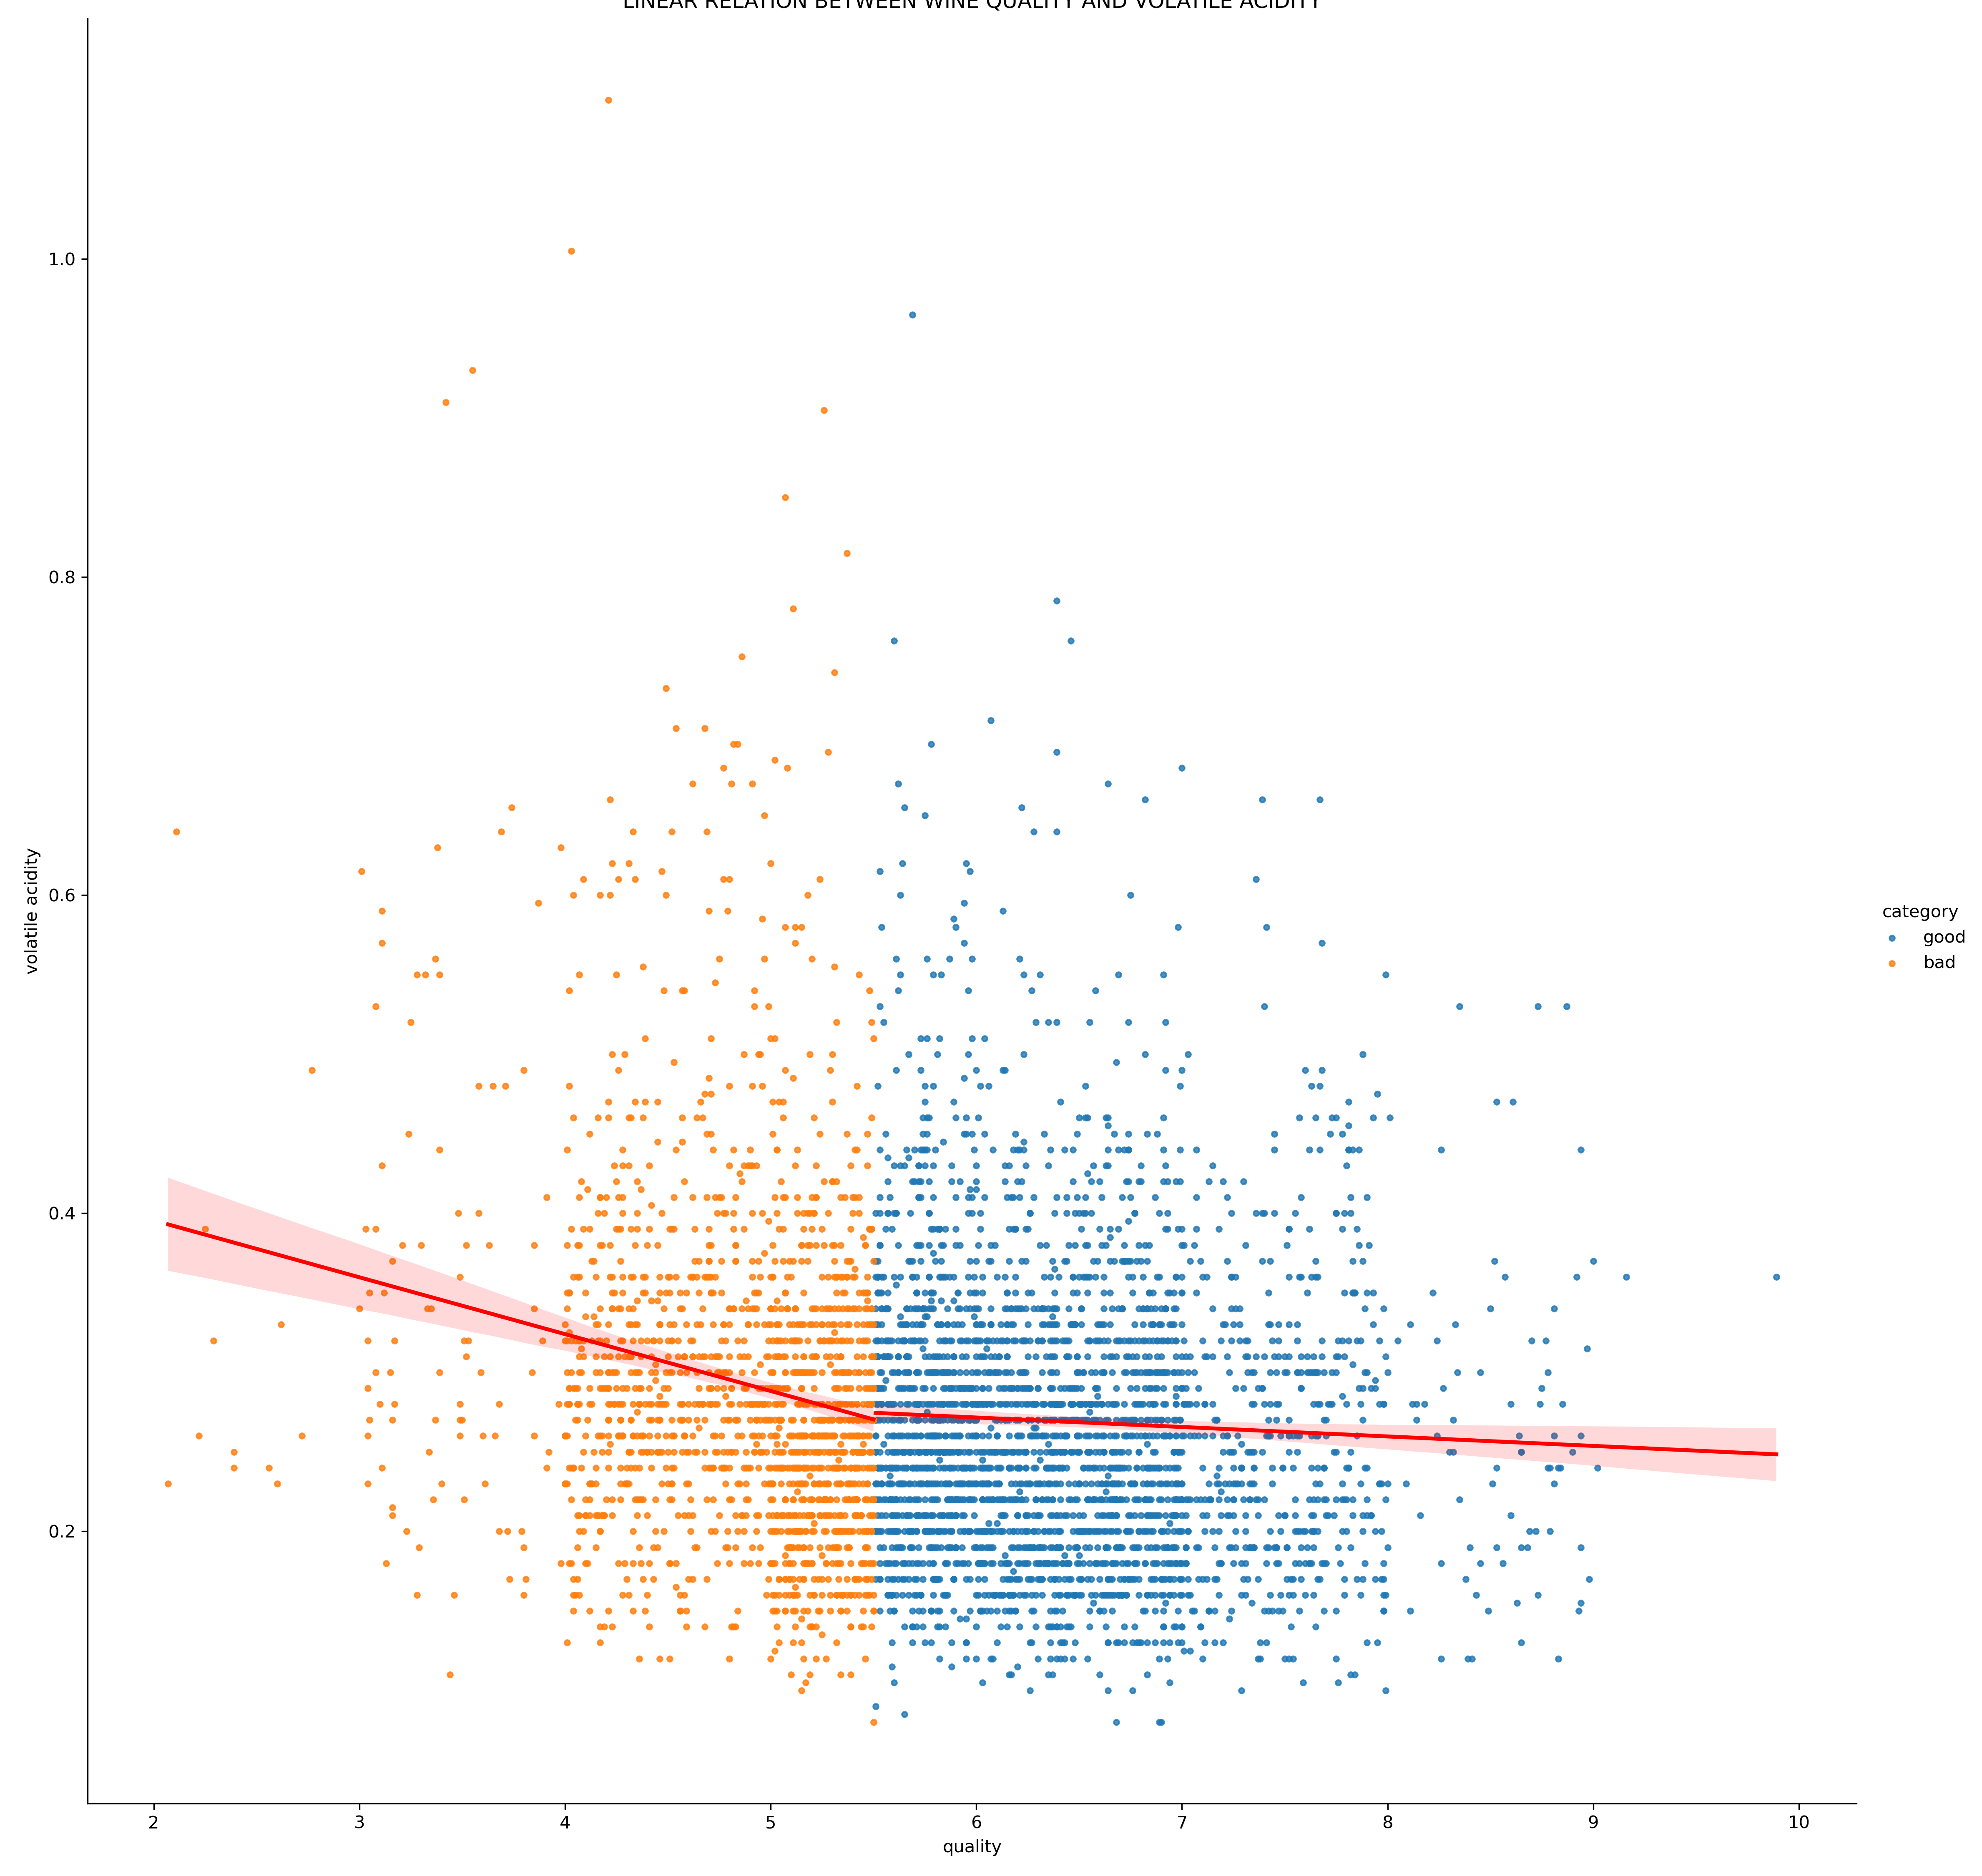 LINEAR RELATION BETWEEN WINE QUALITY AND VOLATILE ACIDITY
1.0
0.8
0.6
0.4
0.2
volatile acidity
category
good
bad
2 3 4 5 6 7 8 9 10
quality